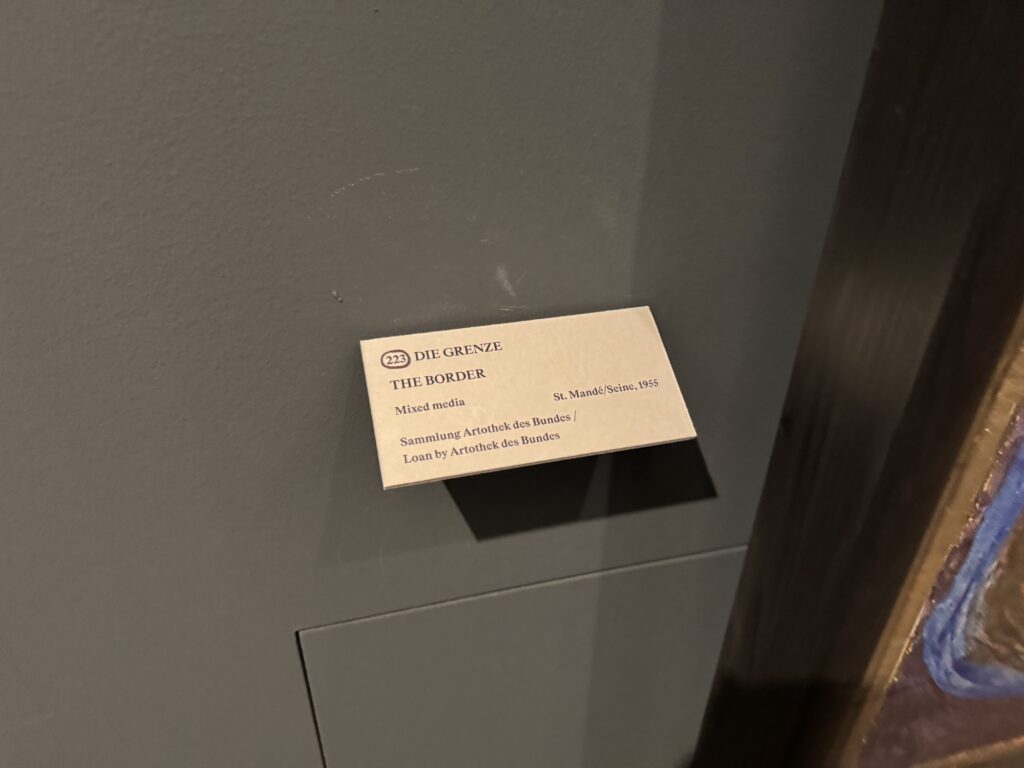 223 DIE GRENZE
THE BORDER
Mixed media
St. Mandé/Seine, 1955
Sammlung Artothek des Bundes /
Loan by Artothek des Bundes